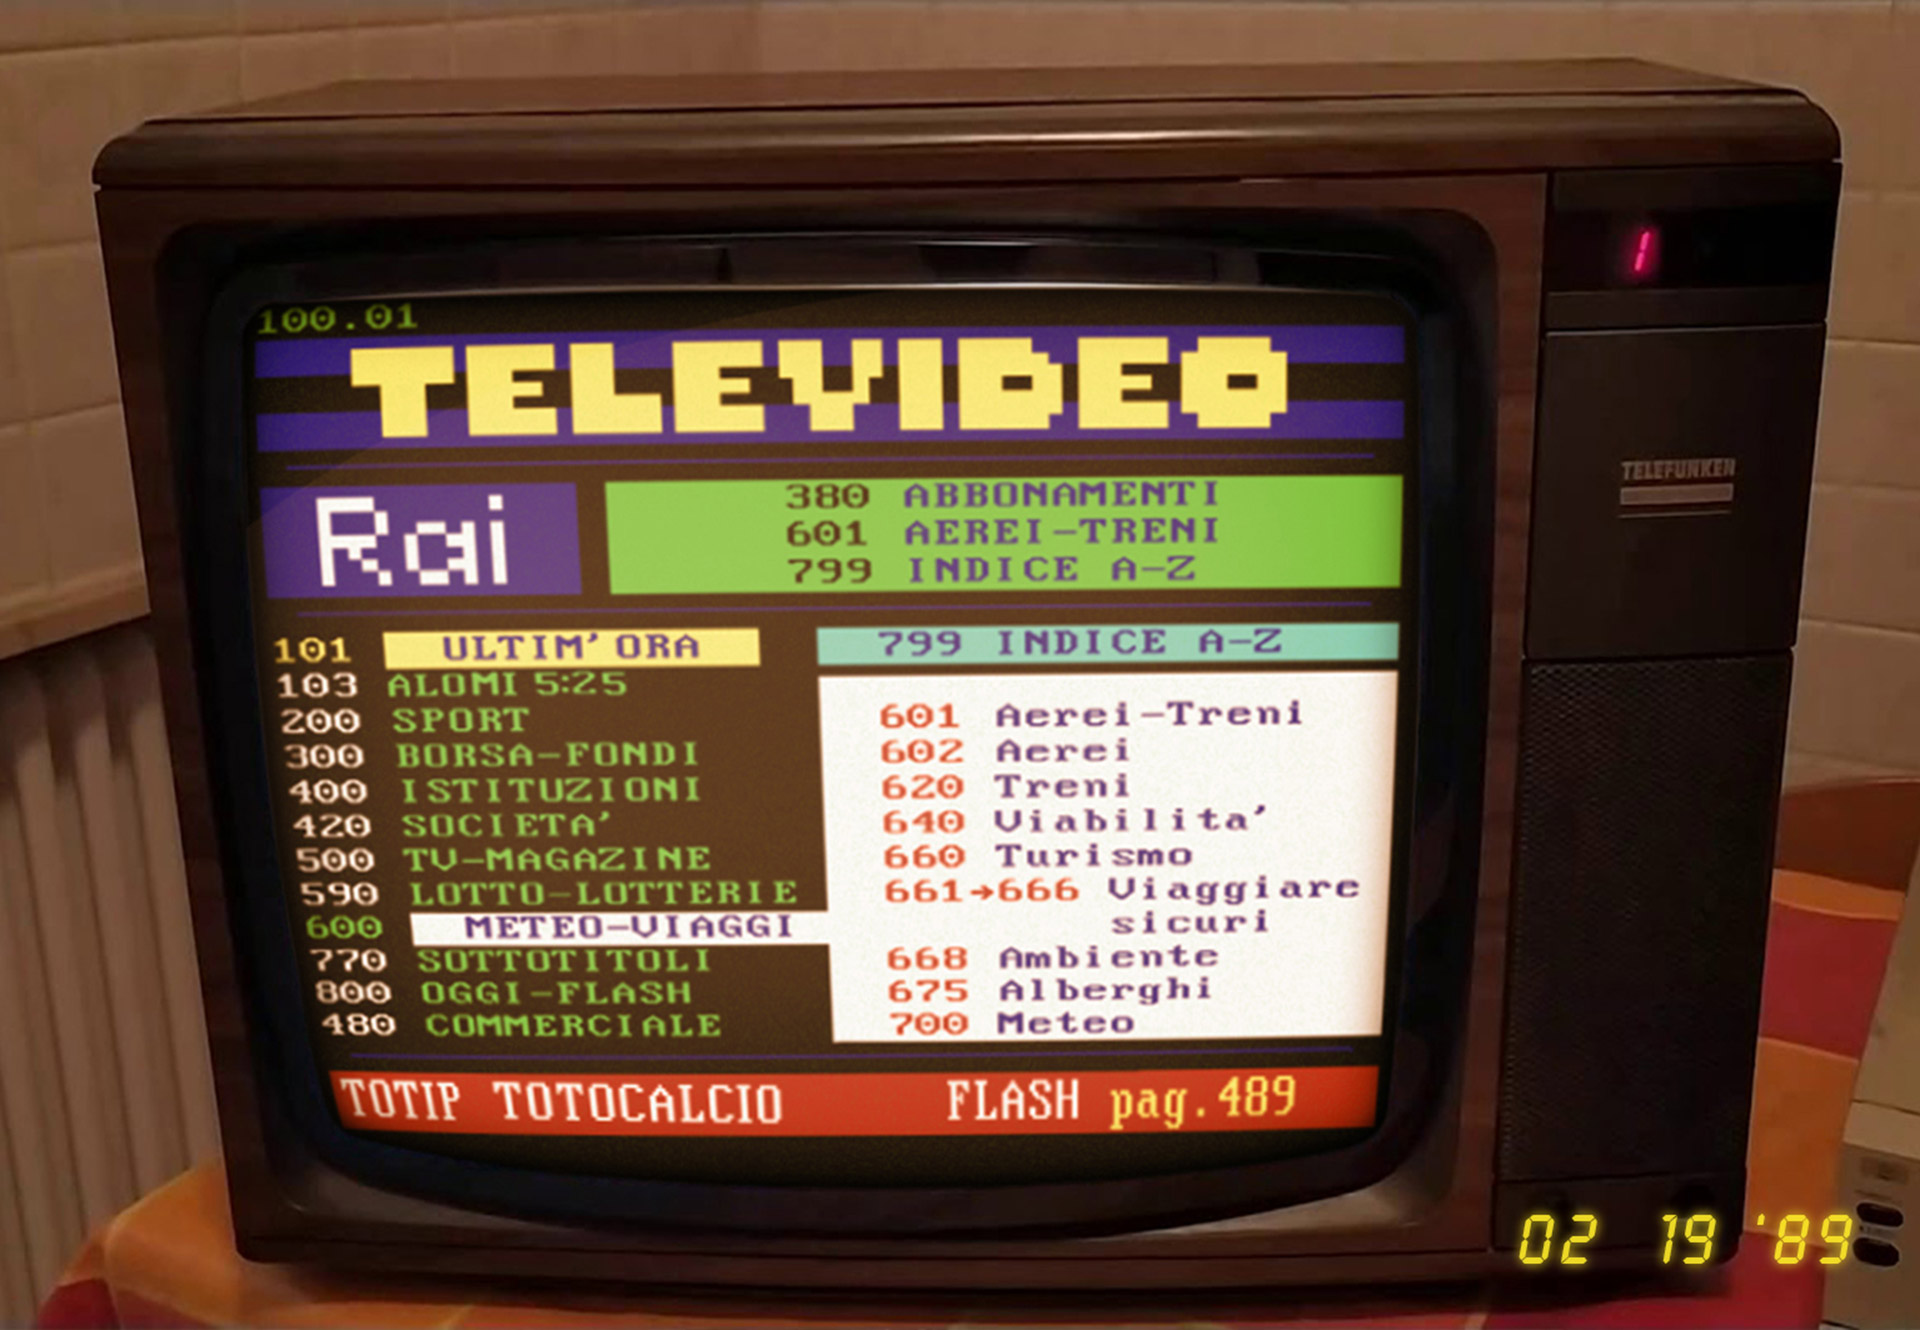 1
100.01
TELEVIDEO
Rai
380 ABBONAMENTI
601 AEREI-TRENI
799 INDICE A-Z
101 ULTIM'ORA
103 ALOMI 5:25
200 SPORT
300 BORSA-FONDI
400 ISTITUZIONI
420 SOCIETA'
500 TV-MAGAZINE
590 LOTTO-LOTTERIE
600 METEO-VIAGGI
770 SOTTOTITOLI
800 OGGI-FLASH
480 COMMERCIALE
799 INDICE A-Z
601 Aerei-Treni
602 Aerei
620 Treni
640 Viabilita'
660 Turismo
661→666 Viaggiare
sicuri
668 Ambiente
675 Alberghi
700 Meteo
TOTIP TOTOCALCIO FLASH pag.489
TELEFUNKEN
02 19 '89